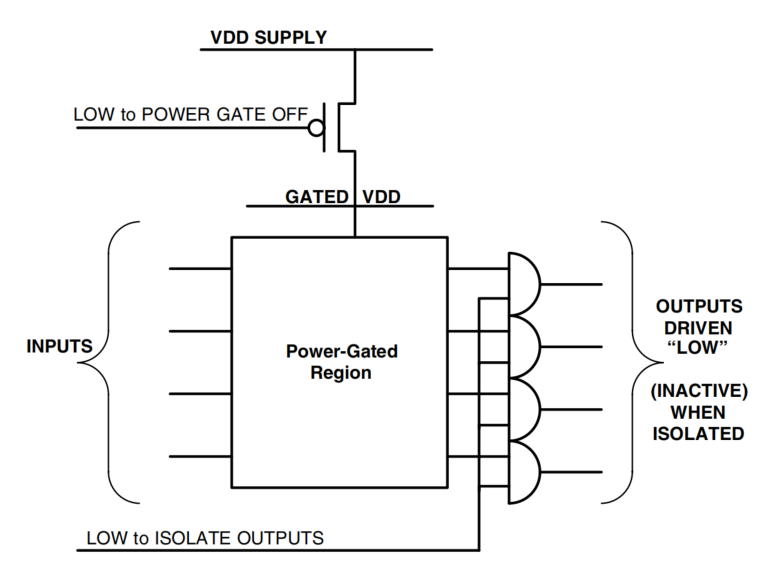 VDD SUPPLY
LOW to POWER GATE OFF
GATED VDD
INPUTS
Power-Gated
Region
OUTPUTS
DRIVEN
“LOW”
(INACTIVE)
WHEN
ISOLATED
LOW to ISOLATE OUTPUTS